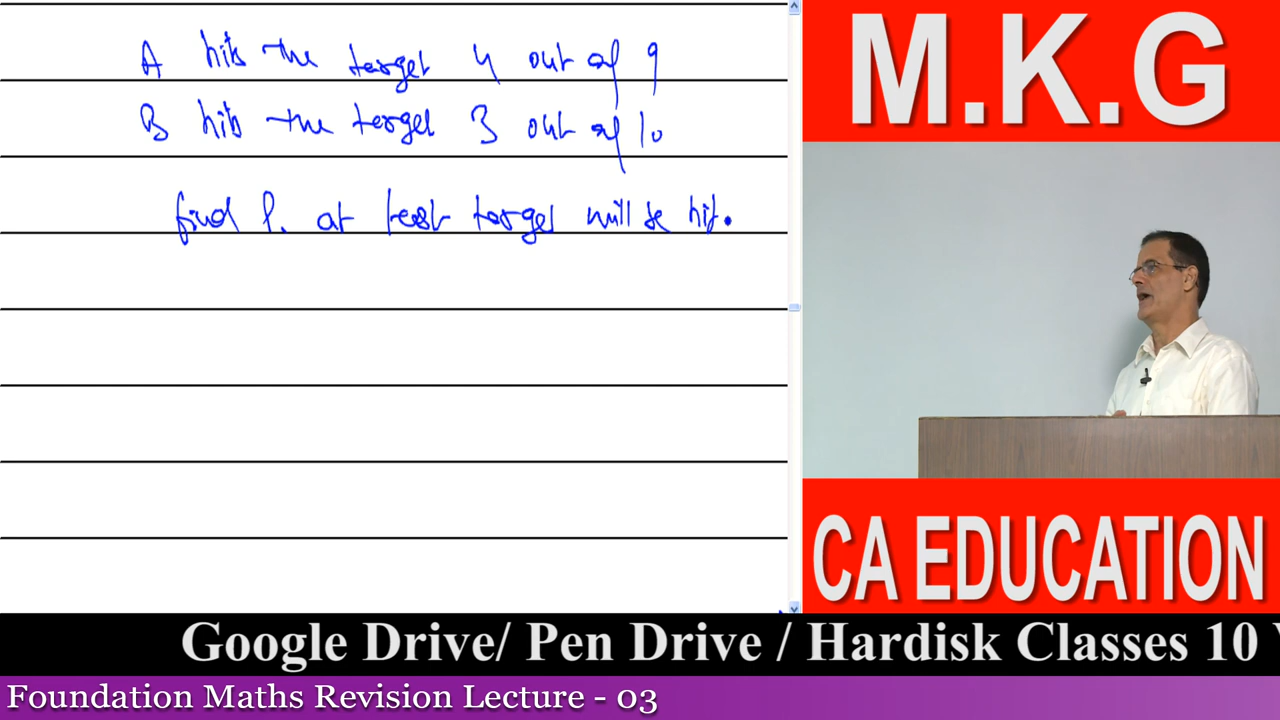 A hits the target 4 out of 9
B hits the target 3 out of 10
find P. at least target will be hit.
M.K.G
CA EDUCATION
Google Drive/ Pen Drive / Hardisk Classes 10
Foundation Maths Revision Lecture - 03